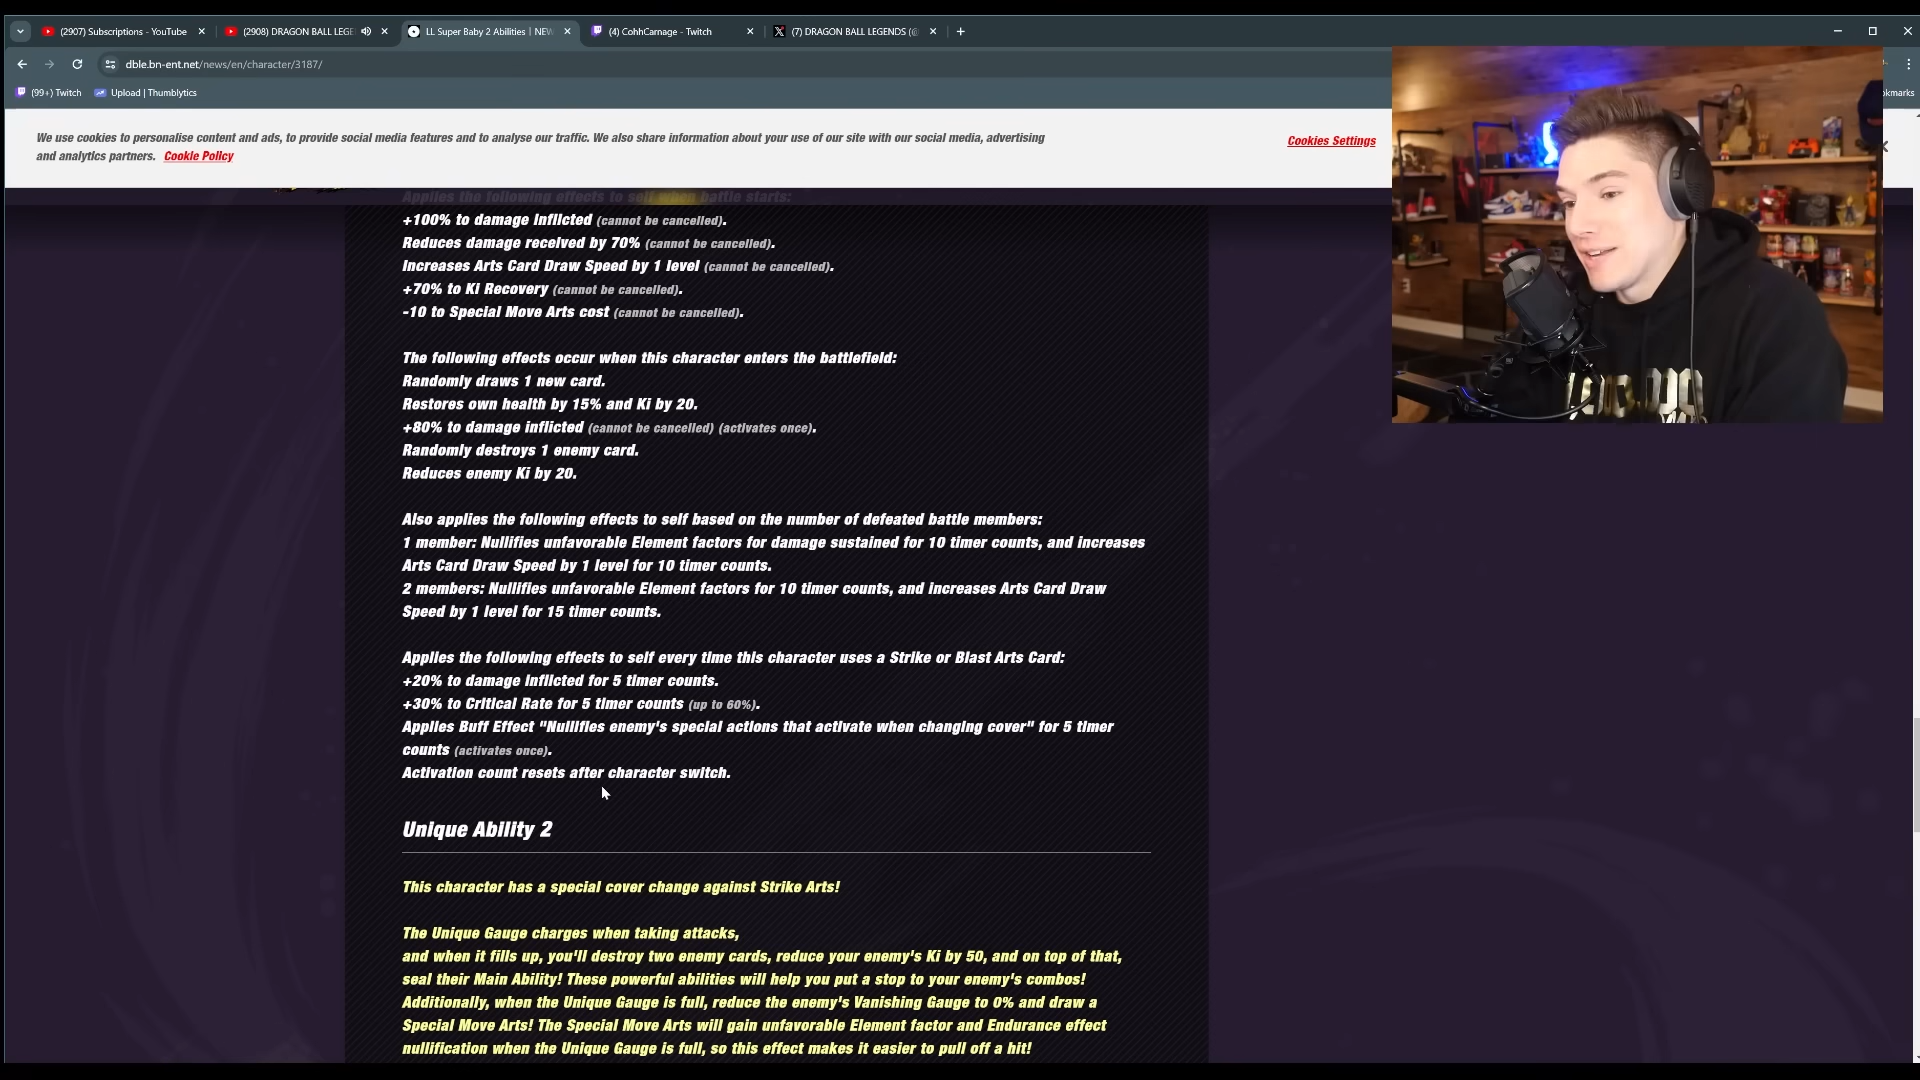 (2907) Subscriptions - YouTube
(2908) DRAGON BALL LEGE
LL Super Baby 2 Abilities | NEW
(4) CohhCarnage - Twitch
(7) DRAGON BALL LEGENDS (@
dble.bn-ent.net/news/en/character/3187/
(99+) Twitch
Upload | Thumblytics
okmarks
We use cookies to personalise content and ads, to provide social media features and to analyse our traffic. We also share information about your use of our site with our social media, advertising
and analytics partners. Cookie Policy
Cookies Settings
Applies the following effects to self when battle starts:
+100% to damage inflicted (cannot be cancelled).
Reduces damage received by 70% (cannot be cancelled).
Increases Arts Card Draw Speed by 1 level (cannot be cancelled).
+70% to Ki Recovery (cannot be cancelled).
-10 to Special Move Arts cost (cannot be cancelled).
The following effects occur when this character enters the battlefield:
Randomly draws 1 new card.
Restores own health by 15% and Ki by 20.
+80% to damage inflicted (cannot be cancelled) (activates once).
Randomly destroys 1 enemy card.
Reduces enemy Ki by 20.
Also applies the following effects to self based on the number of defeated battle members:
1 member: Nullifies unfavorable Element factors for damage sustained for 10 timer counts, and increases
Arts Card Draw Speed by 1 level for 10 timer counts.
2 members: Nullifies unfavorable Element factors for 10 timer counts, and increases Arts Card Draw
Speed by 1 level for 15 timer counts.
Applies the following effects to self every time this character uses a Strike or Blast Arts Card:
+20% to damage inflicted for 5 timer counts.
+30% to Critical Rate for 5 timer counts (up to 60%).
Applies Buff Effect "Nullifies enemy's special actions that activate when changing cover" for 5 timer
counts (activates once).
Activation count resets after character switch.
Unique Ability 2
This character has a special cover change against Strike Arts!
The Unique Gauge charges when taking attacks,
and when it fills up, you'll destroy two enemy cards, reduce your enemy's Ki by 50, and on top of that,
seal their Main Ability! These powerful abilities will help you put a stop to your enemy's combos!
Additionally, when the Unique Gauge is full, reduce the enemy's Vanishing Gauge to 0% and draw a
Special Move Arts! The Special Move Arts will gain unfavorable Element factor and Endurance effect
nullification when the Unique Gauge is full, so this effect makes it easier to pull off a hit!